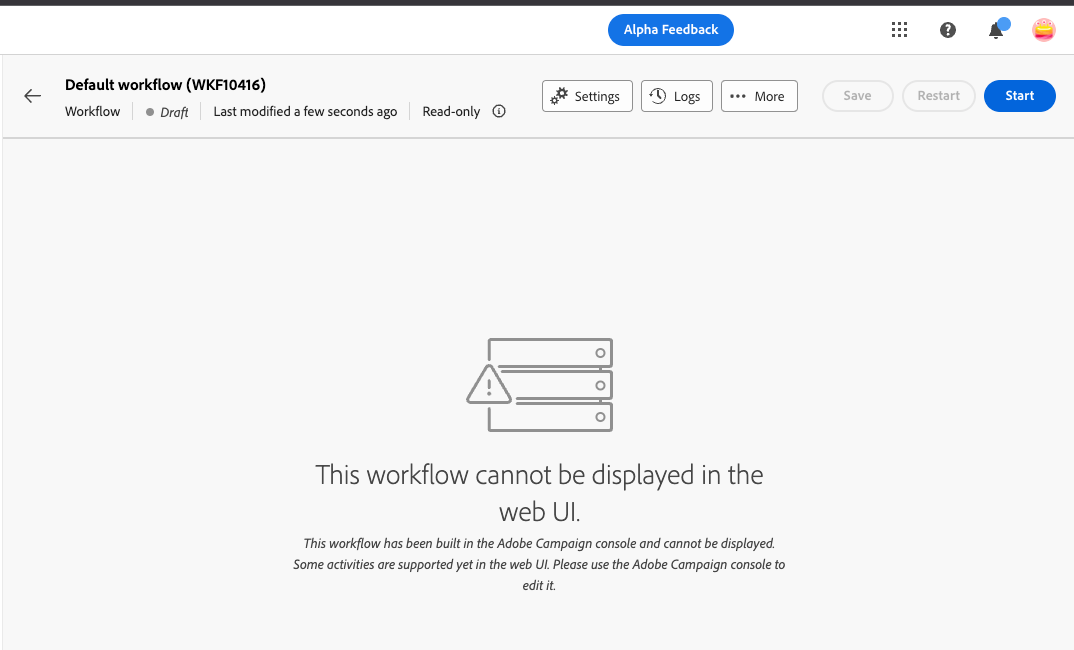 Alpha Feedback
Default workflow (WKF10416)
Workflow Draft Last modified a few seconds ago Read-only
Settings Logs More Save Restart Start
This workflow cannot be displayed in the
web UI.
This workflow has been built in the Adobe Campaign console and cannot be displayed.
Some activities are supported yet in the web UI. Please use the Adobe Campaign console to
edit it.